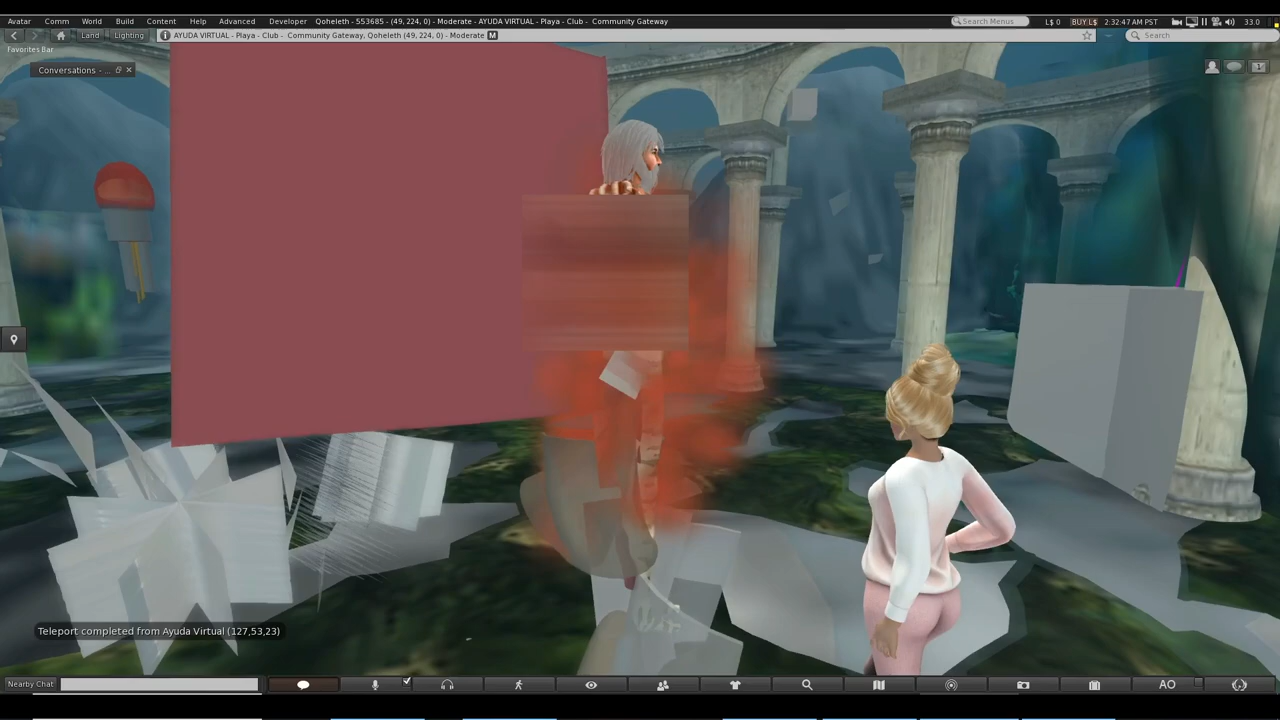 Avatar Comm World Build Content Help Advanced Developer Qoheleth - 553685 - (49, 224, 0) - Moderate - AYUDA VIRTUAL - Playa - Club - Community Gateway Search Menus L$ 0 BUY L$ 2:32:47 AM PST 33.0
Land Lighting AYUDA VIRTUAL - Playa - Club - Community Gateway, Qoheleth (49, 224, 0) - Moderate M Search
Favorites Bar
Conversations - ...
Teleport completed from Ayuda Virtual (127,53,23)
Nearby Chat AO